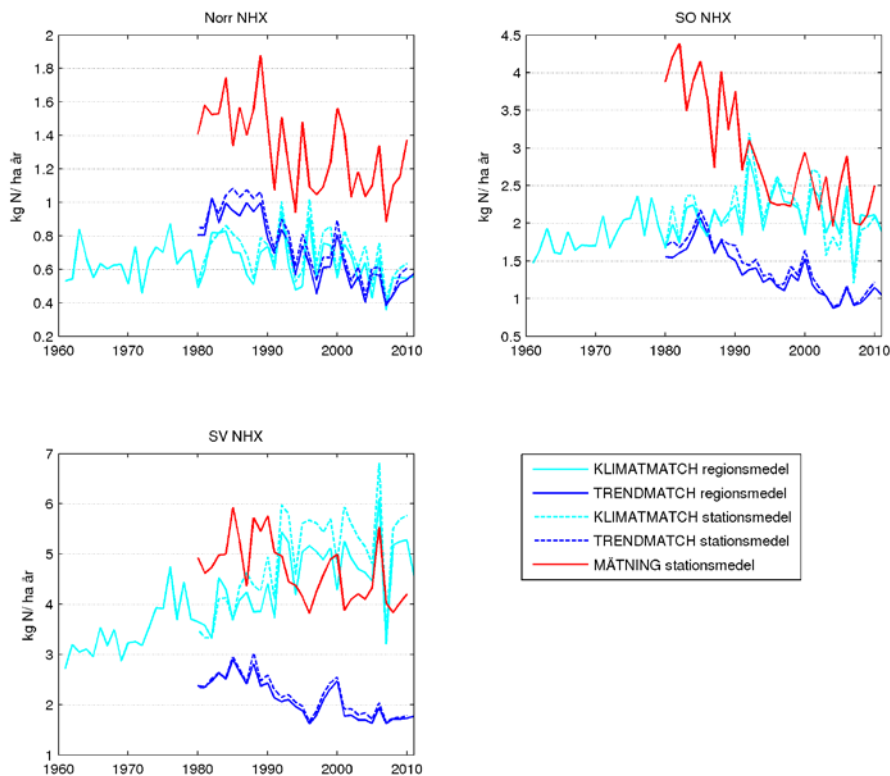 Norr NHX
2
1.8
1.6
1.4
1.2
1
0.8
0.6
0.4
0.2
kg N/ ha år
1960 1970 1980 1990 2000 2010
SO NHX
4.5
4
3.5
3
2.5
2
1.5
1
0.5
kg N/ ha år
1960 1970 1980 1990 2000 2010
SV NHX
7
6
5
4
3
2
1
kg N/ ha år
1960 1970 1980 1990 2000 2010
KLIMATMATCH regionsmedel
TRENDMATCH regionsmedel
KLIMATMATCH stationsmedel
TRENDMATCH stationsmedel
MÄTNING stationsmedel